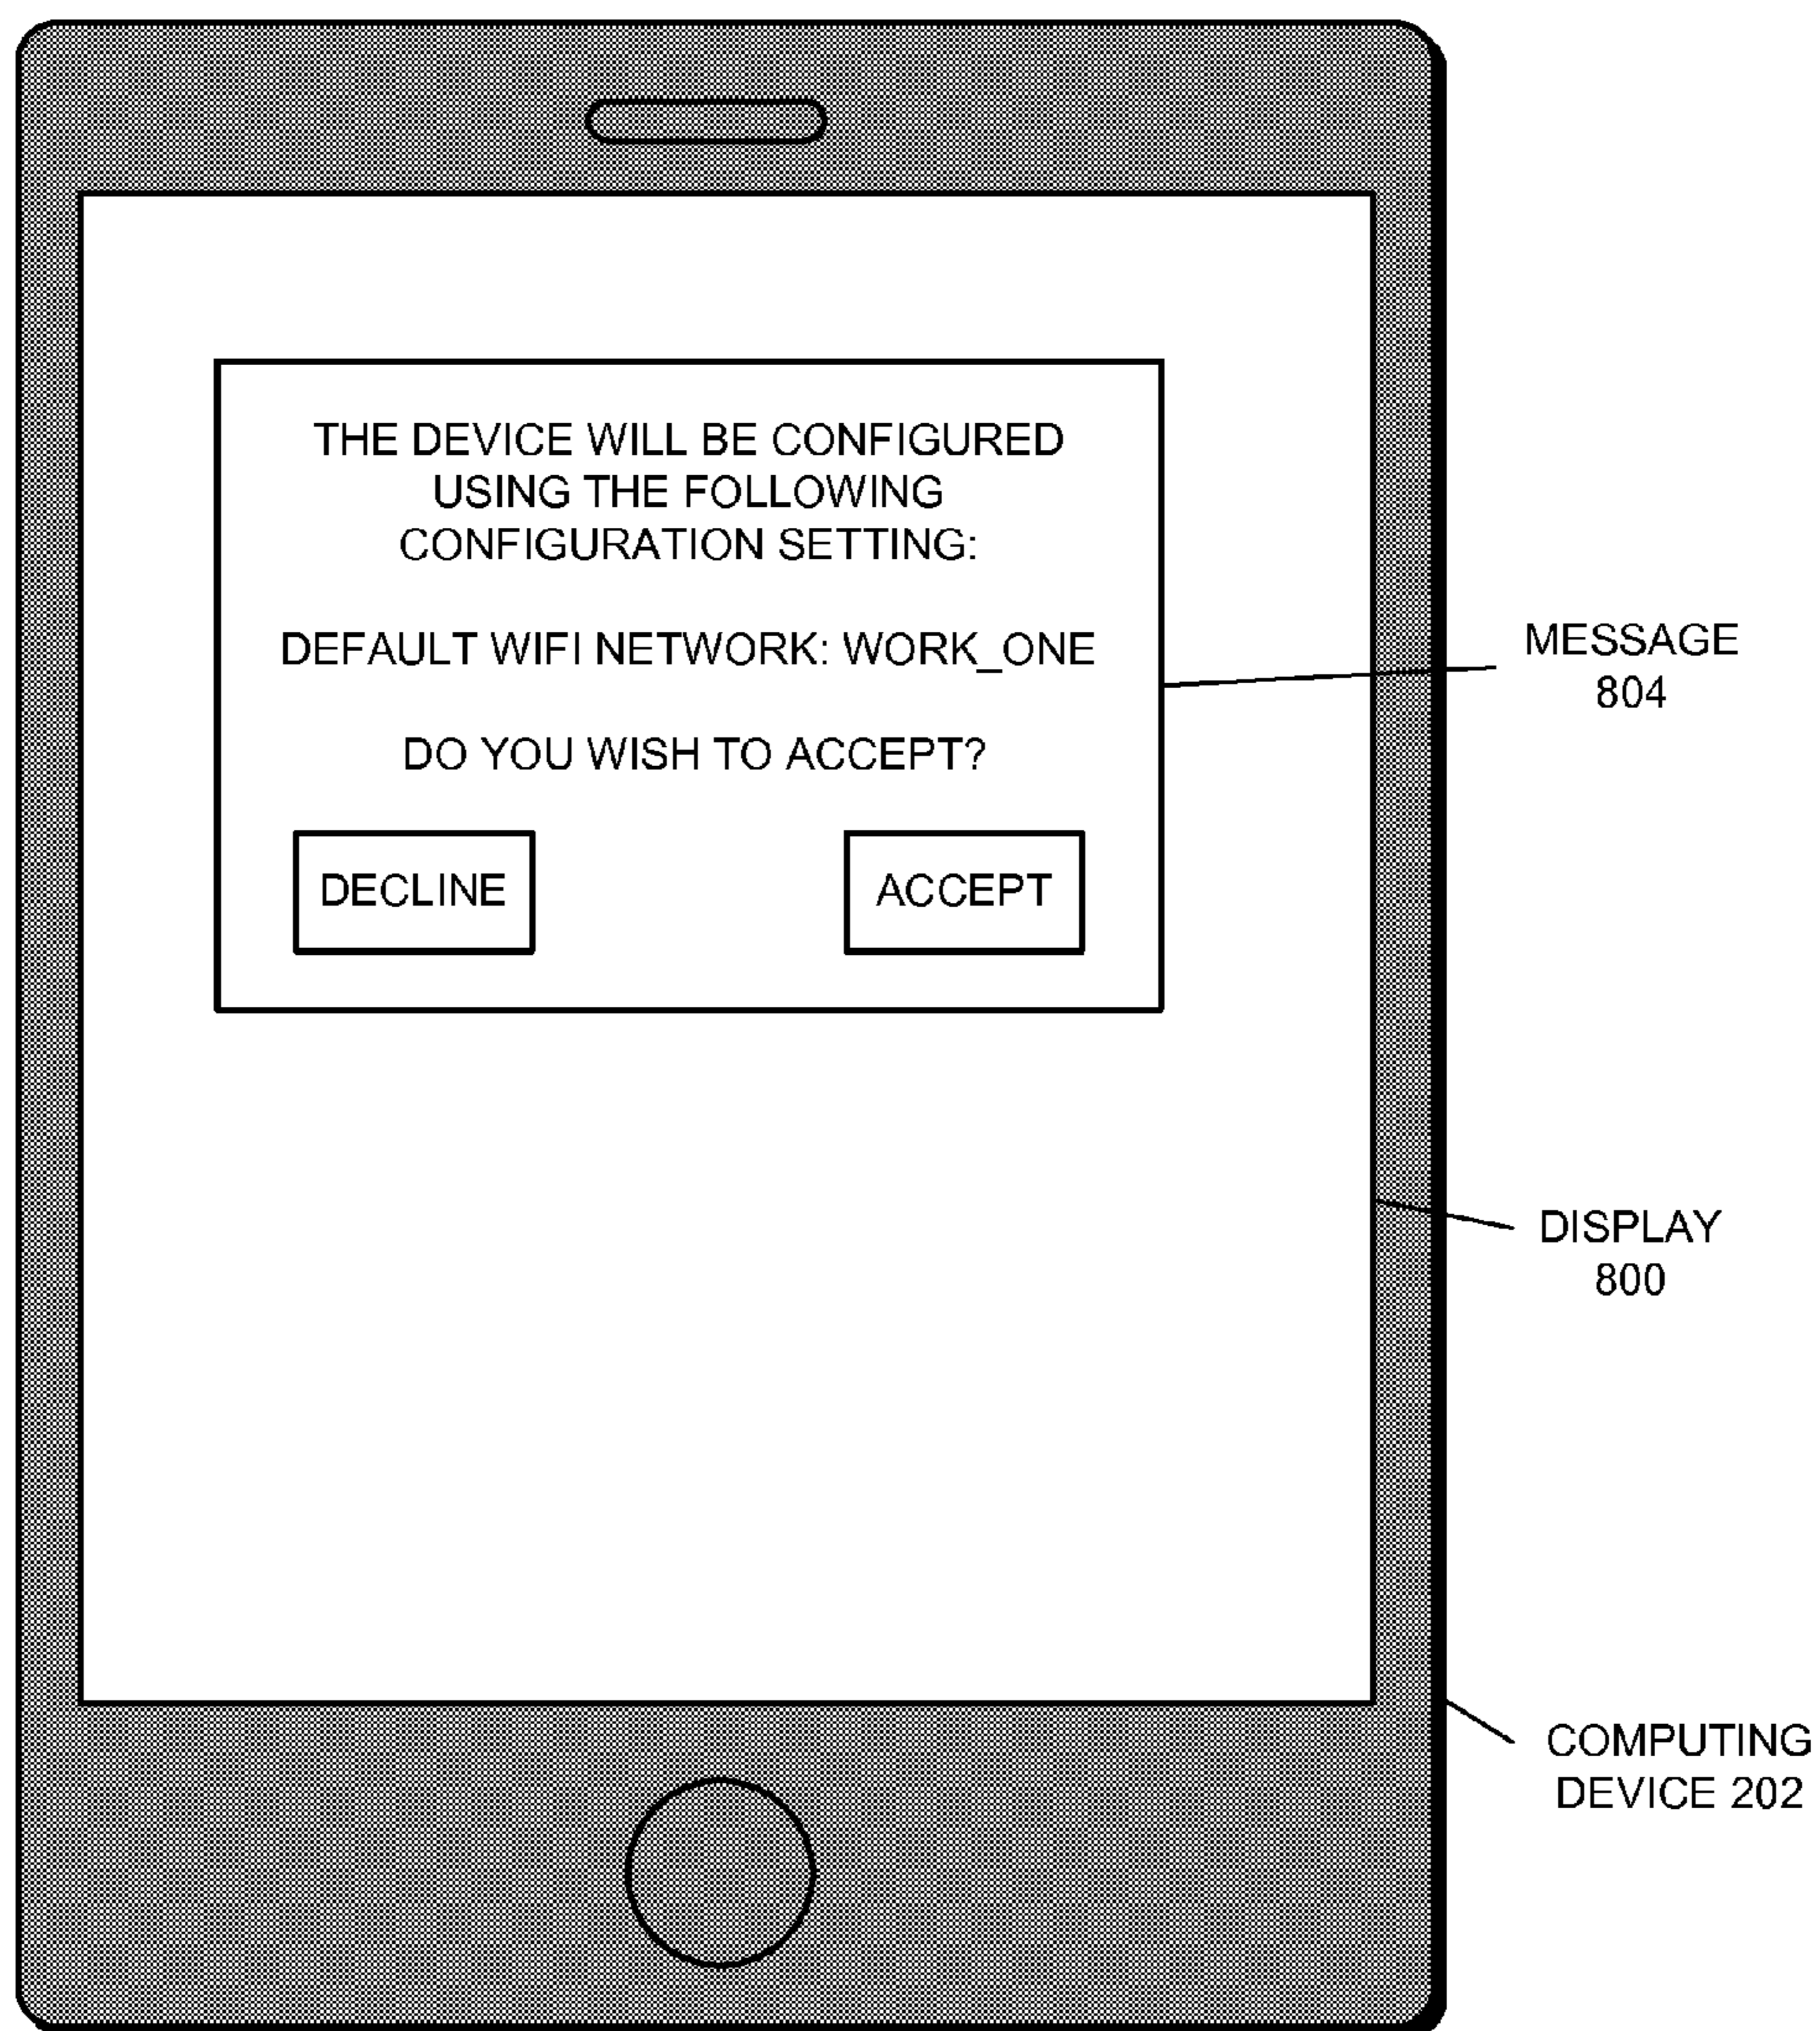 THE DEVICE WILL BE CONFIGURED
USING THE FOLLOWING
CONFIGURATION SETTING:
DEFAULT WIFI NETWORK: WORK_ONE
DO YOU WISH TO ACCEPT?
DECLINE
ACCEPT
MESSAGE
804
DISPLAY
800
COMPUTING
DEVICE 202